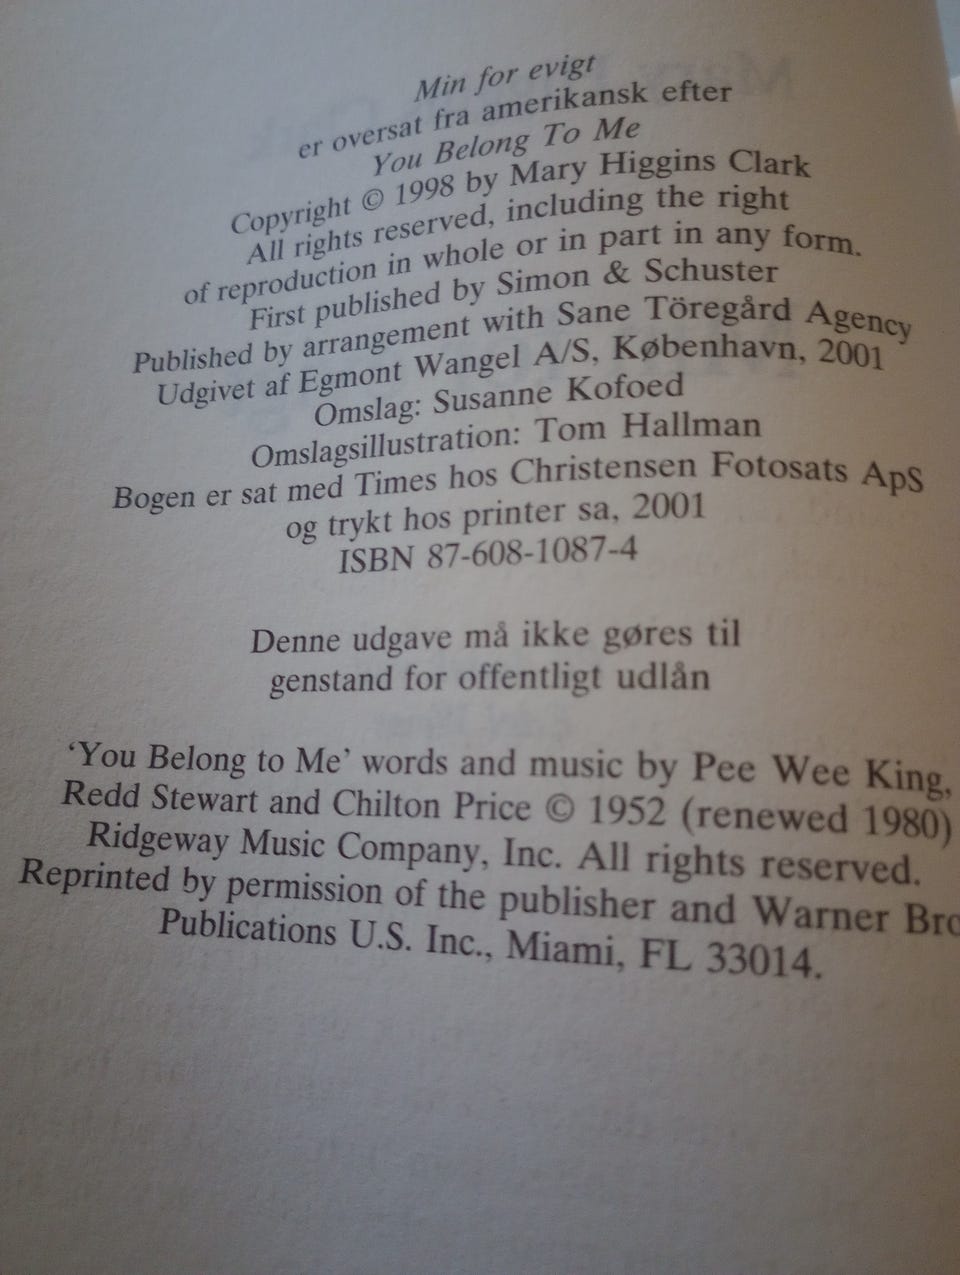 Min for evigt
er oversat fra amerikansk efter
You Belong To Me
Copyright © 1998 by Mary Higgins Clark
All rights reserved, including the right
of reproduction in whole or in part in any form.
First published by Simon & Schuster
Published by arrangement with Sane Töregård Agency
Udgivet af Egmont Wangel A/S, København, 2001
Omslag: Susanne Kofoed
Omslagsillustration: Tom Hallman
Bogen er sat med Times hos Christensen Fotosats ApS
og trykt hos printer sa, 2001
ISBN 87-608-1087-4
Denne udgave må ikke gøres til
genstand for offentligt udlån
‘You Belong to Me’ words and music by Pee Wee King,
Redd Stewart and Chilton Price © 1952 (renewed 1980)
Ridgeway Music Company, Inc. All rights reserved.
Reprinted by permission of the publisher and Warner Bro
Publications U.S. Inc., Miami, FL 33014.